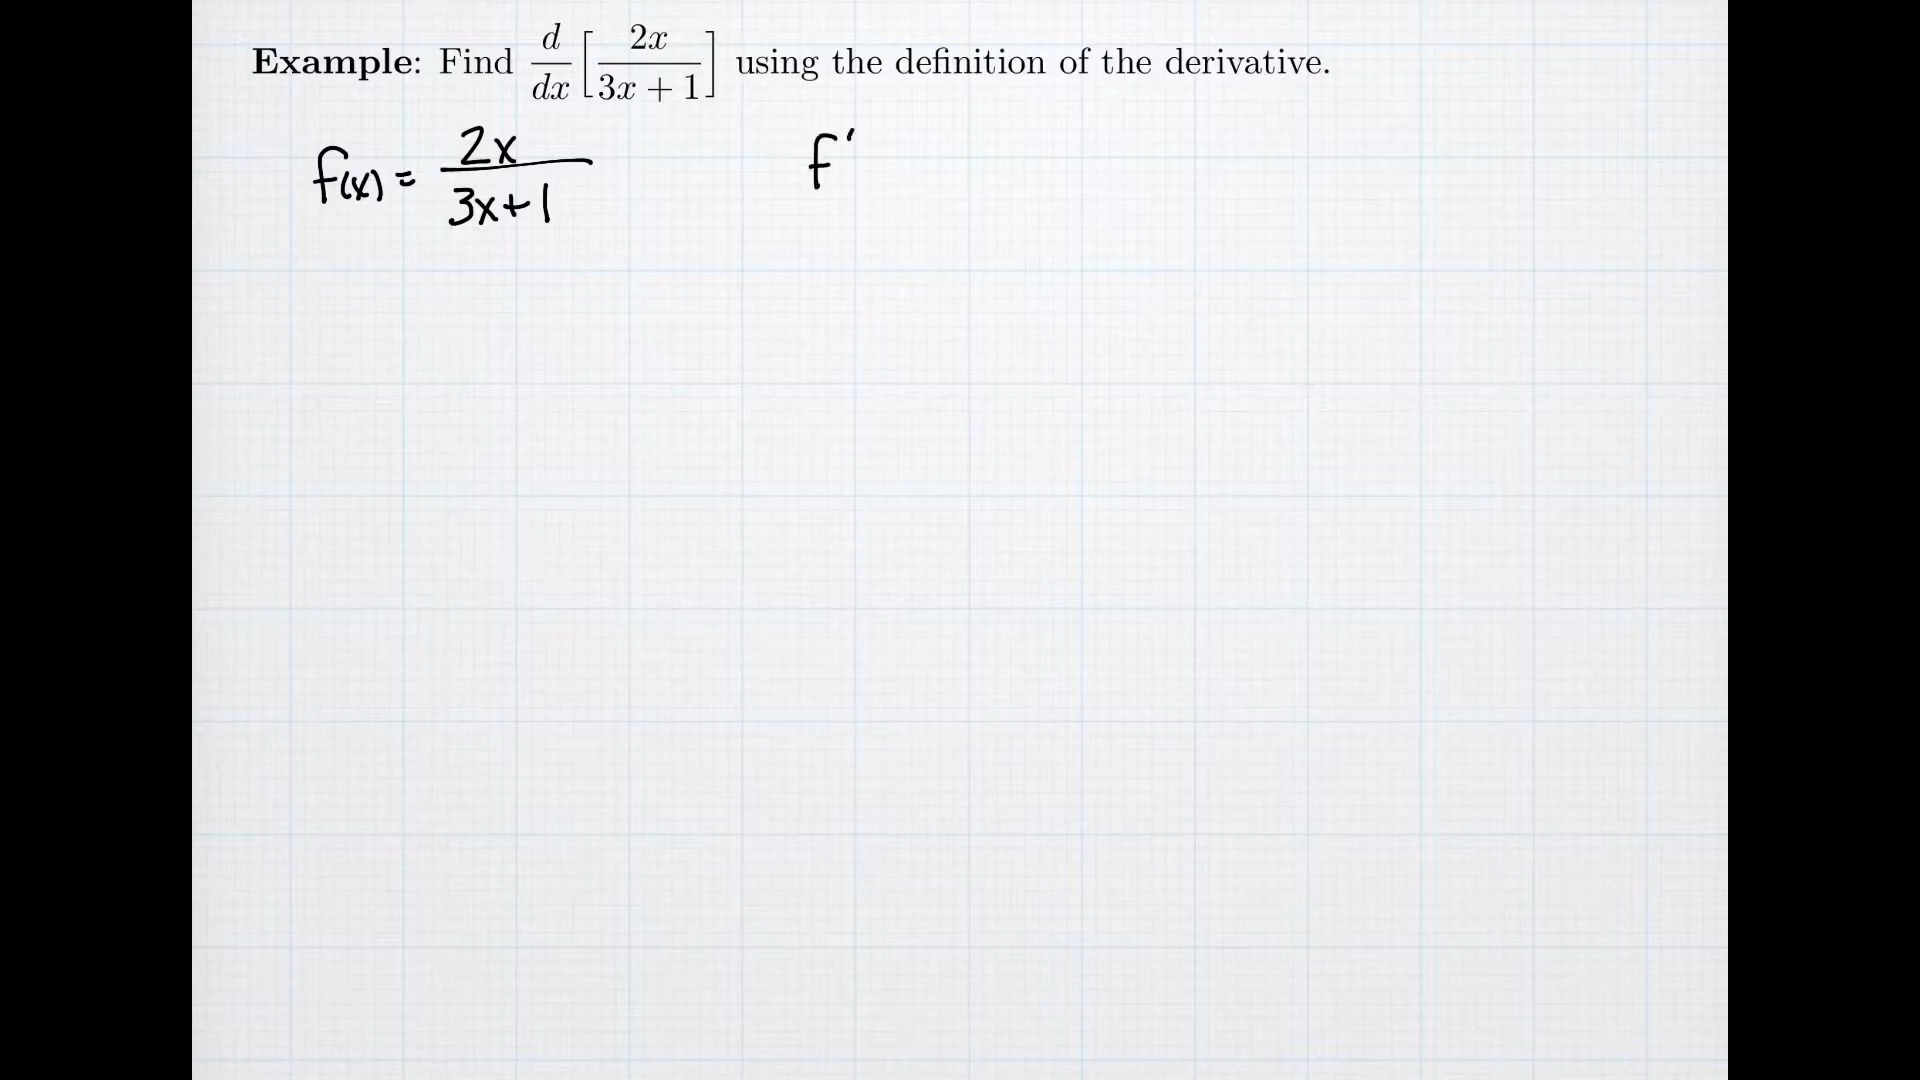 Example: Find d/dx [2x/(3x + 1)] using the definition of the derivative.
f(x) = 2x/(3x+1) f'